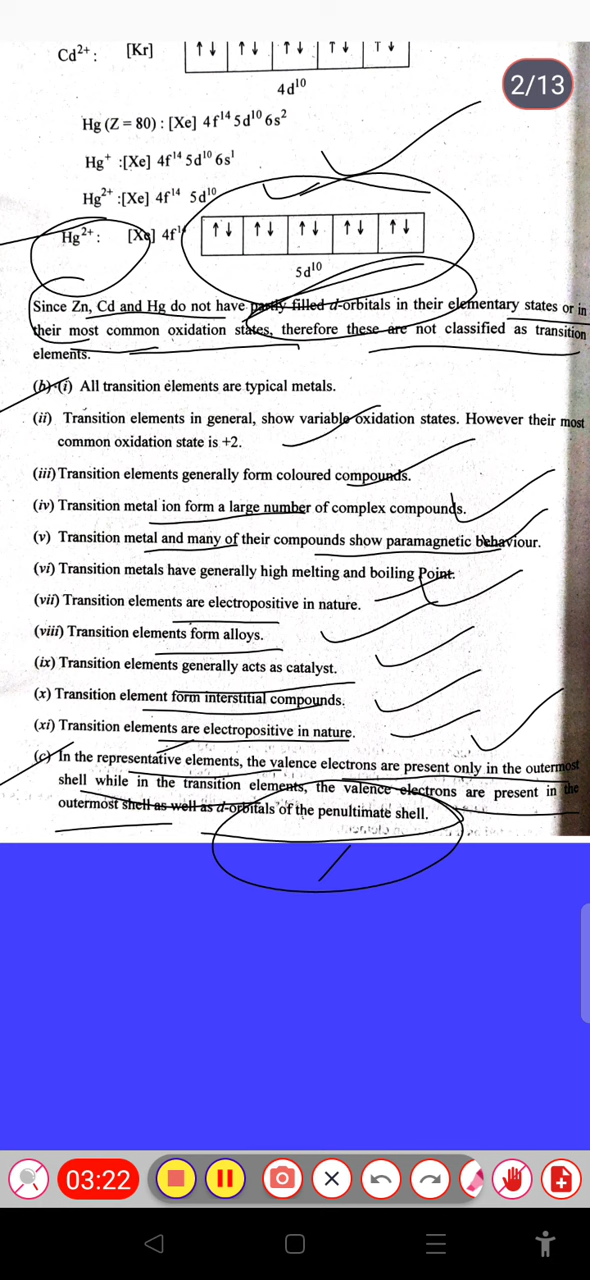 2/13
Cd²⁺ : [Kr] ↑↓ ↑↓ ↑↓ ↑↓ ↑↓
4d¹⁰
Hg (Z = 80) : [Xe] 4f¹⁴ 5d¹⁰ 6s²
Hg⁺ :[Xe] 4f¹⁴ 5d¹⁰ 6s¹
Hg²⁺ :[Xe] 4f¹⁴ 5d¹⁰
Hg²⁺ : [Xe] 4f¹⁴ ↑↓ ↑↓ ↑↓ ↑↓ ↑↓
5d¹⁰
Since Zn, Cd and Hg do not have partly filled d-orbitals in their elementary states or in
their most common oxidation states, therefore these are not classified as transition
elements.
(b) (i) All transition elements are typical metals.
(ii) Transition elements in general, show variable oxidation states. However their most
common oxidation state is +2.
(iii) Transition elements generally form coloured compounds.
(iv) Transition metal ion form a large number of complex compounds.
(v) Transition metal and many of their compounds show paramagnetic behaviour.
(vi) Transition metals have generally high melting and boiling Point.
(vii) Transition elements are electropositive in nature.
(viii) Transition elements form alloys.
(ix) Transition elements generally acts as catalyst.
(x) Transition element form interstitial compounds.
(xi) Transition elements are electropositive in nature.
(c) In the representative elements, the valence electrons are present only in the outermost
shell while in the transition elements, the valence electrons are present in the
outermost shell as well as d-orbitals of the penultimate shell.
03:22